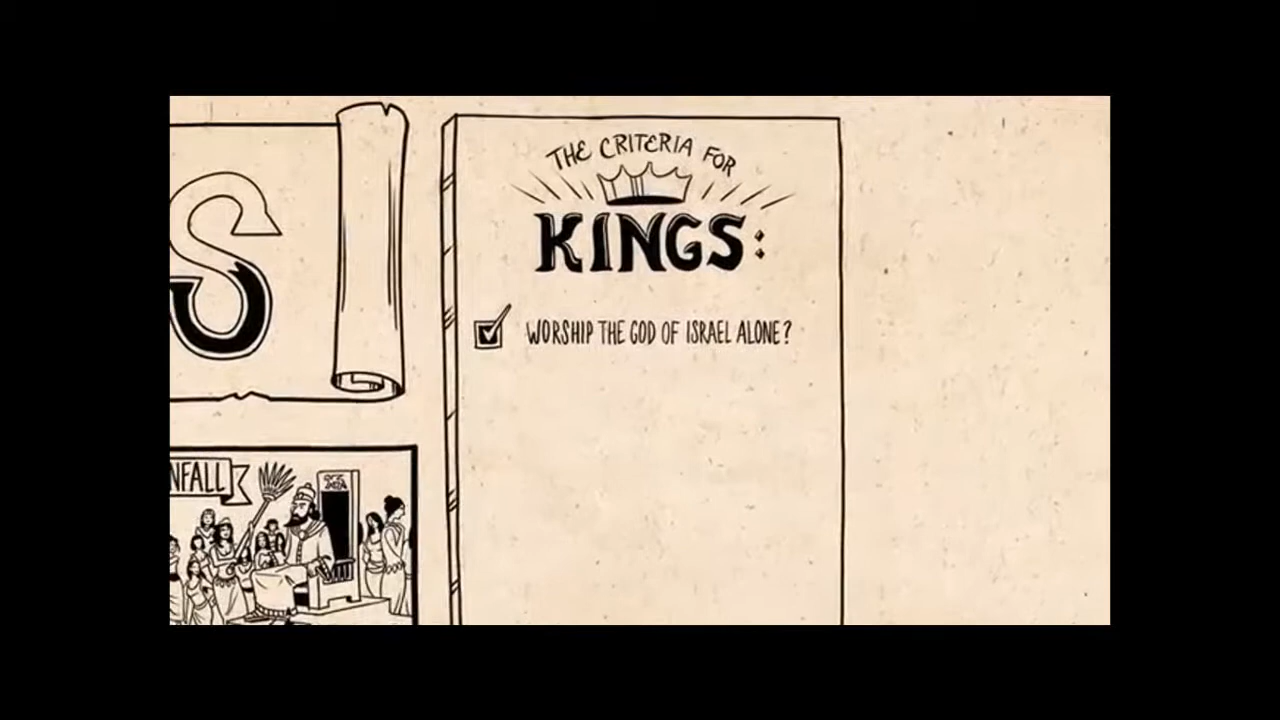 S
THE CRITERIA FOR
KINGS:
WORSHIP THE GOD OF ISRAEL ALONE?
NFALL